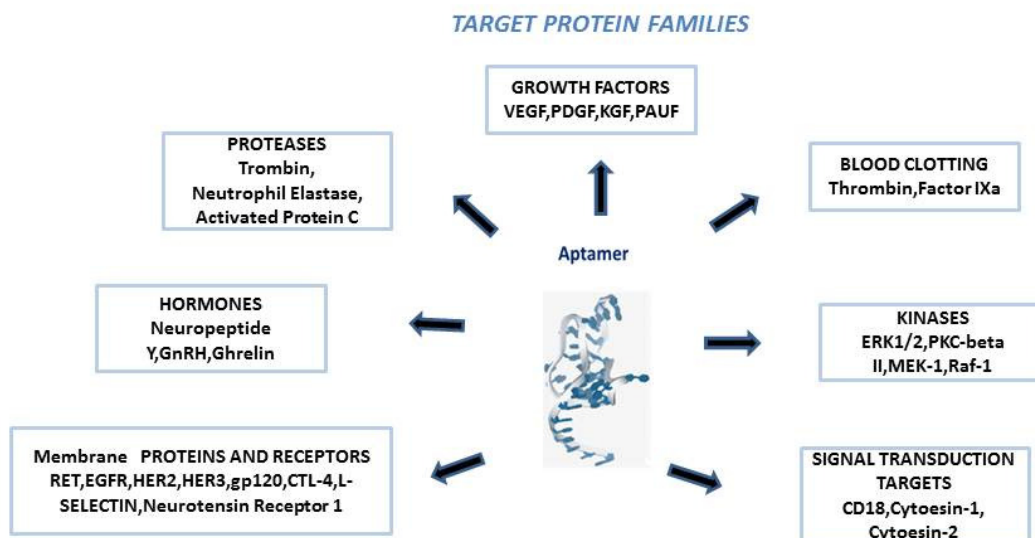 TARGET PROTEIN FAMILIES
GROWTH FACTORS
VEGF,PDGF,KGF,PAUF
PROTEASES
Trombin,
Neutrophil Elastase,
Activated Protein C
BLOOD CLOTTING
Thrombin,Factor IXa
Aptamer
HORMONES
Neuropeptide
Y,GnRH,Ghrelin
KINASES
ERK1/2,PKC-beta
II,MEK-1,Raf-1
Membrane PROTEINS AND RECEPTORS
RET,EGFR,HER2,HER3,gp120,CTL-4,L-
SELECTIN,Neurotensin Receptor 1
SIGNAL TRANSDUCTION
TARGETS
CD18,Cytoesin-1,
Cytoesin-2